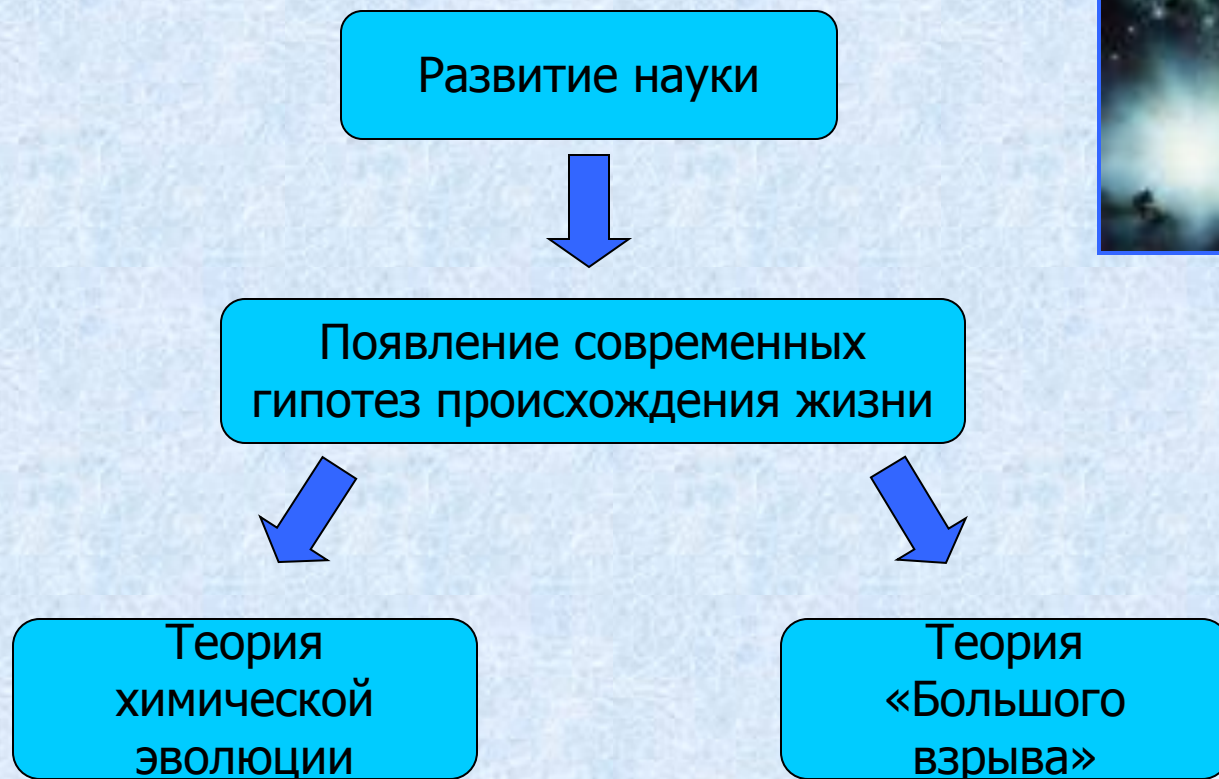 Развитие науки
Появление современных
гипотез происхождения жизни
Теория
химической
эволюции
Теория
«Большого
взрыва»